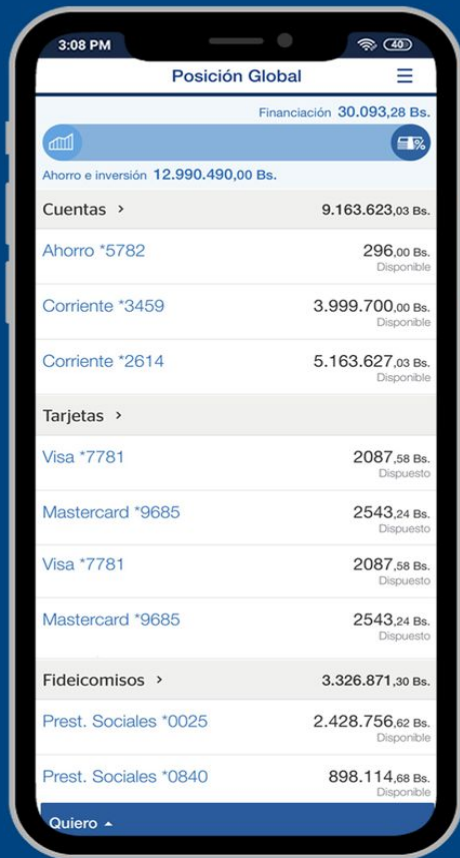 3:08 PM
40
Posición Global
Financiación 30.093,28 Bs.
%
Ahorro e inversión 12.990.490,00 Bs.
Cuentas > 9.163.623,03 Bs.
Ahorro *5782 296,00 Bs.
Disponible
Corriente *3459 3.999.700,00 Bs.
Disponible
Corriente *2614 5.163.627,03 Bs.
Disponible
Tarjetas >
Visa *7781 2087,58 Bs.
Dispuesto
Mastercard *9685 2543,24 Bs.
Dispuesto
Visa *7781 2087,58 Bs.
Dispuesto
Mastercard *9685 2543,24 Bs.
Dispuesto
Fideicomisos > 3.326.871,30 Bs.
Prest. Sociales *0025 2.428.756,62 Bs.
Disponible
Prest. Sociales *0840 898.114,68 Bs.
Disponible
Quiero